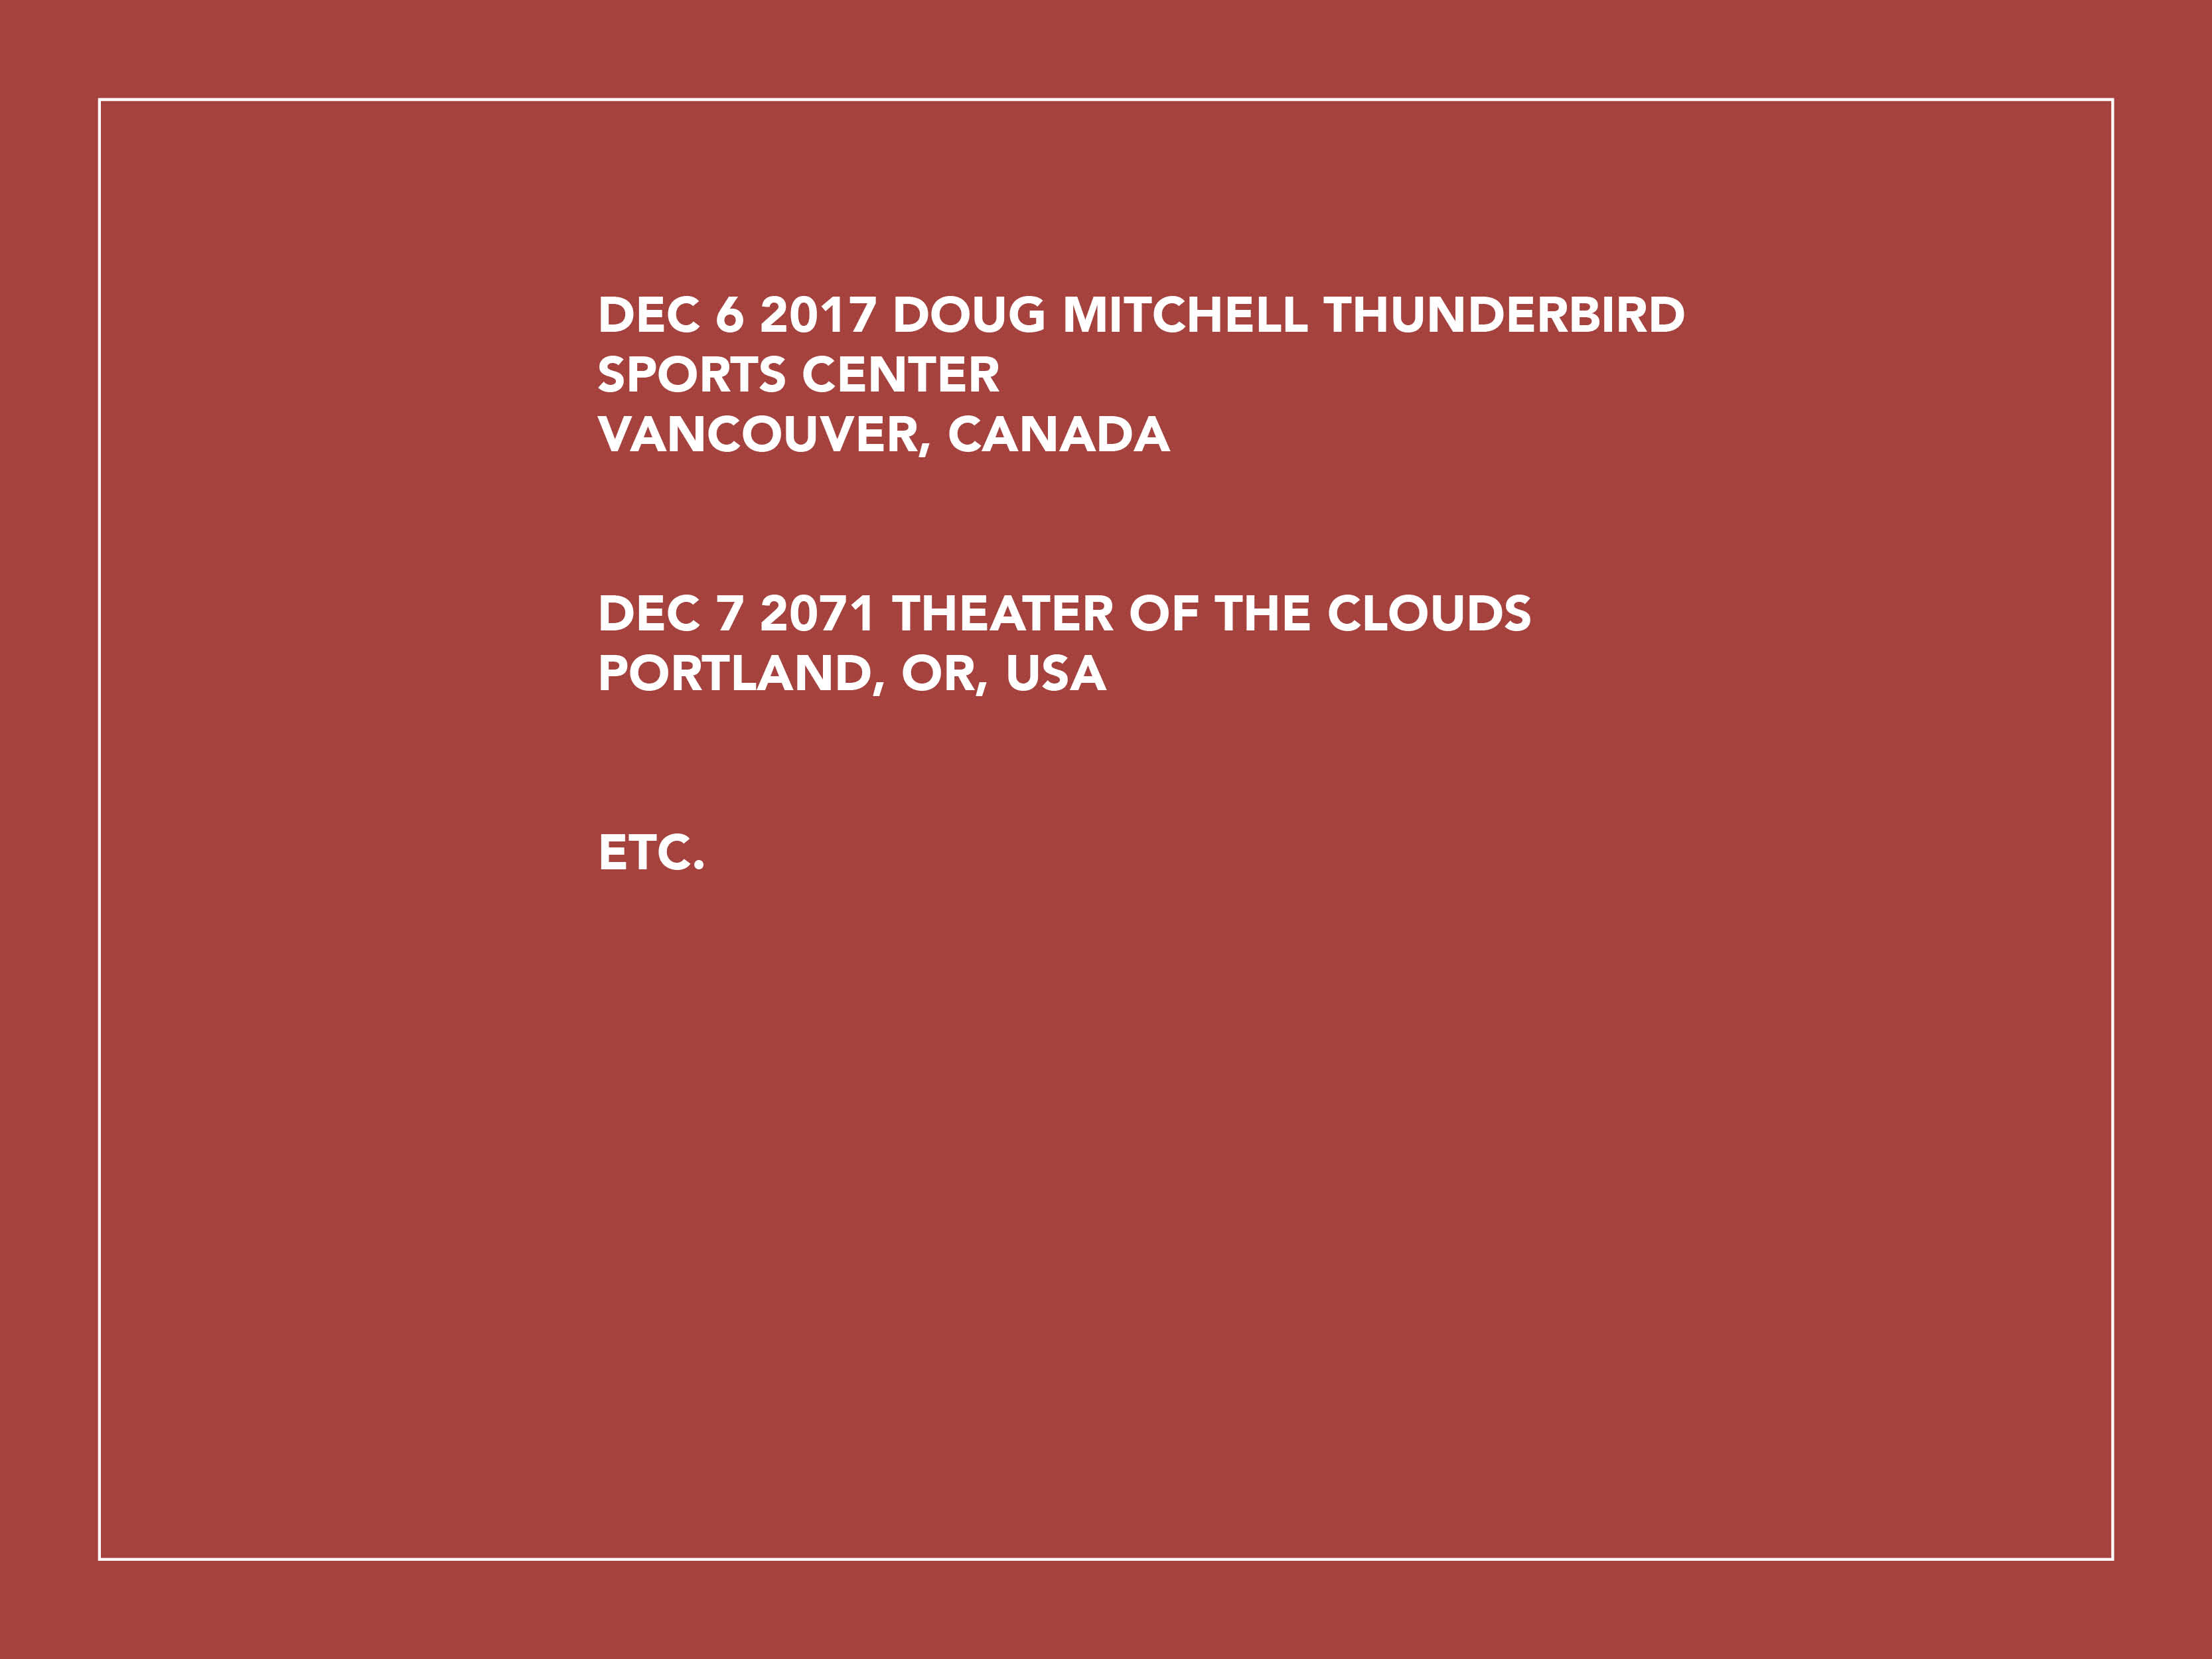 DEC 6 2017 DOUG MITCHELL THUNDERBIRD
SPORTS CENTER
VANCOUVER, CANADA
DEC 7 2071 THEATER OF THE CLOUDS
PORTLAND, OR, USA
ETC.